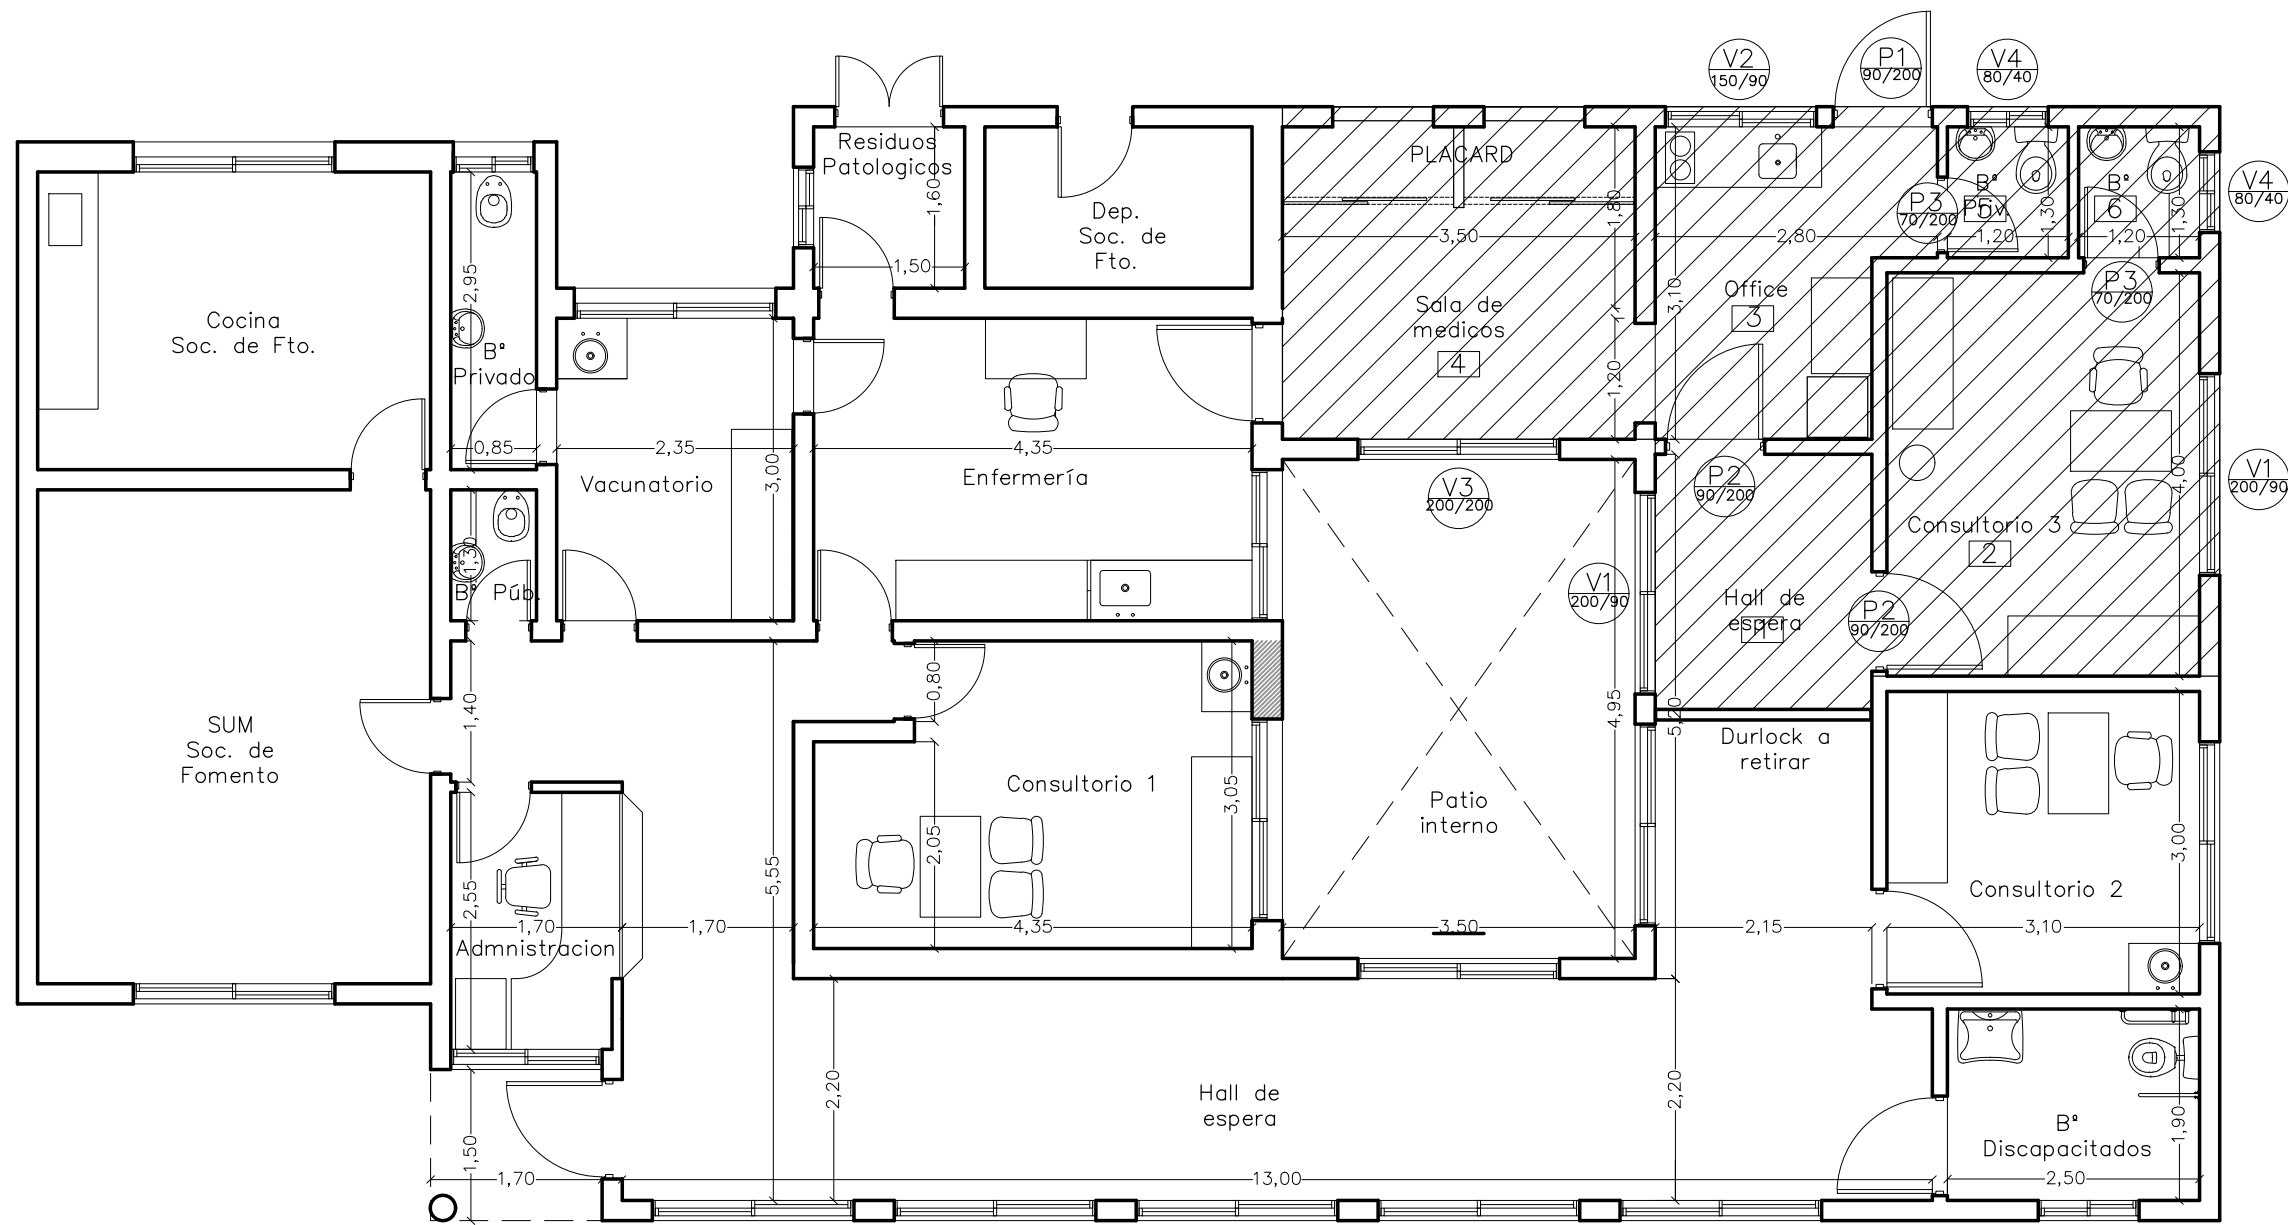 V2
150/90
P1
90/200
V4
80/40
Residuos
Patologicos
1,60
1,50
Dep.
Soc. de
Fto.
PLACARD
1,80
3,50
2,80
P3
70/200
Bº
Priv.
5
1,30
1,20
Bº
6
1,30
1,20
V4
80/40
P3
70/200
Cocina
Soc. de Fto.
2,95
Bº
Privado
0,85
2,35
3,00
Vacunatorio
4,35
Enfermería
Sala de
medicos
4
1,20
3,10
Office
3
V3
200/200
P2
90/200
4,00
V1
200/90
Consultorio 3
2
1,30
Bº Púb.
V1
200/90
Hall de
espera
1
P2
90/200
SUM
Soc. de
Fomento
1,40
0,80
5,55
Consultorio 1
3,05
2,05
4,35
4,95
Patio
interno
3,50
5,20
Durlock a
retirar
2,15
3,00
Consultorio 2
3,10
2,55
1,70
Admnistracion
1,70
2,20
Hall de
espera
2,20
1,50
1,70
13,00
Bº
Discapacitados
1,90
2,50